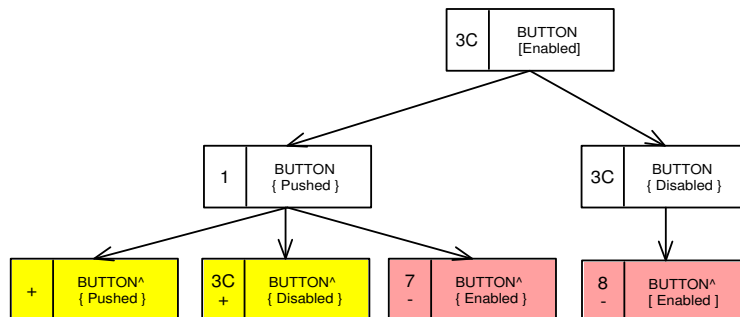 3C
BUTTON
[Enabled]
1
BUTTON
{ Pushed }
3C
BUTTON
{ Disabled }
+
BUTTON^
{ Pushed }
3C
+
BUTTON^
{ Disabled }
7
-
BUTTON^
{ Enabled }
8
-
BUTTON^
[ Enabled ]